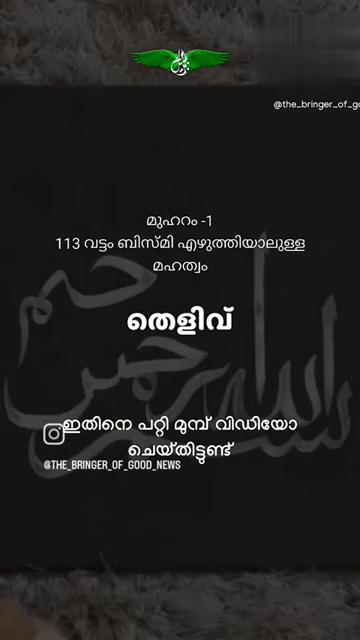 @the_bringer_of_go
മുഹറം -1
113 വട്ടം ബിസ്മി എഴുത്തിയാലുള്ള
മഹത്വം
തെളിവ്
ഇതിനെ പറ്റി മുമ്പ് വിഡിയോ
ചെയ്തിട്ടുണ്ട്
@THE_BRINGER_OF_GOOD_NEWS